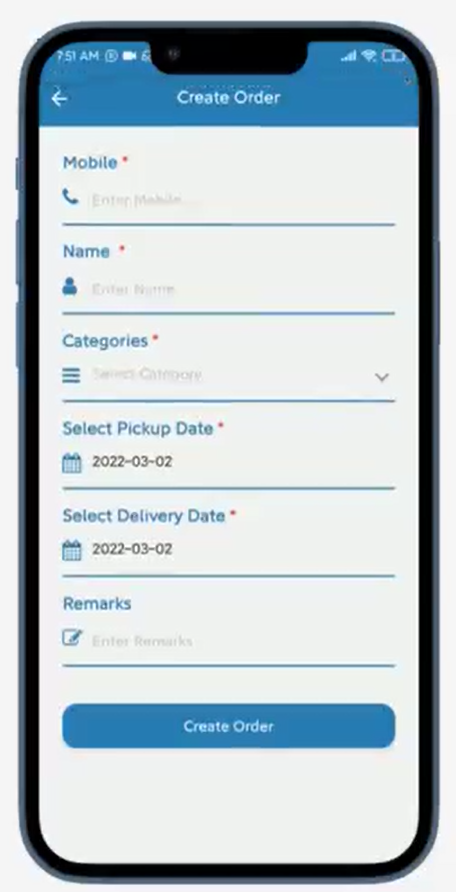 7:51 AM
Create Order
Mobile *
Enter Mobile...
Name *
Enter Name
Categories *
Select Category
Select Pickup Date *
2022-03-02
Select Delivery Date *
2022-03-02
Remarks
Enter Remarks
Create Order